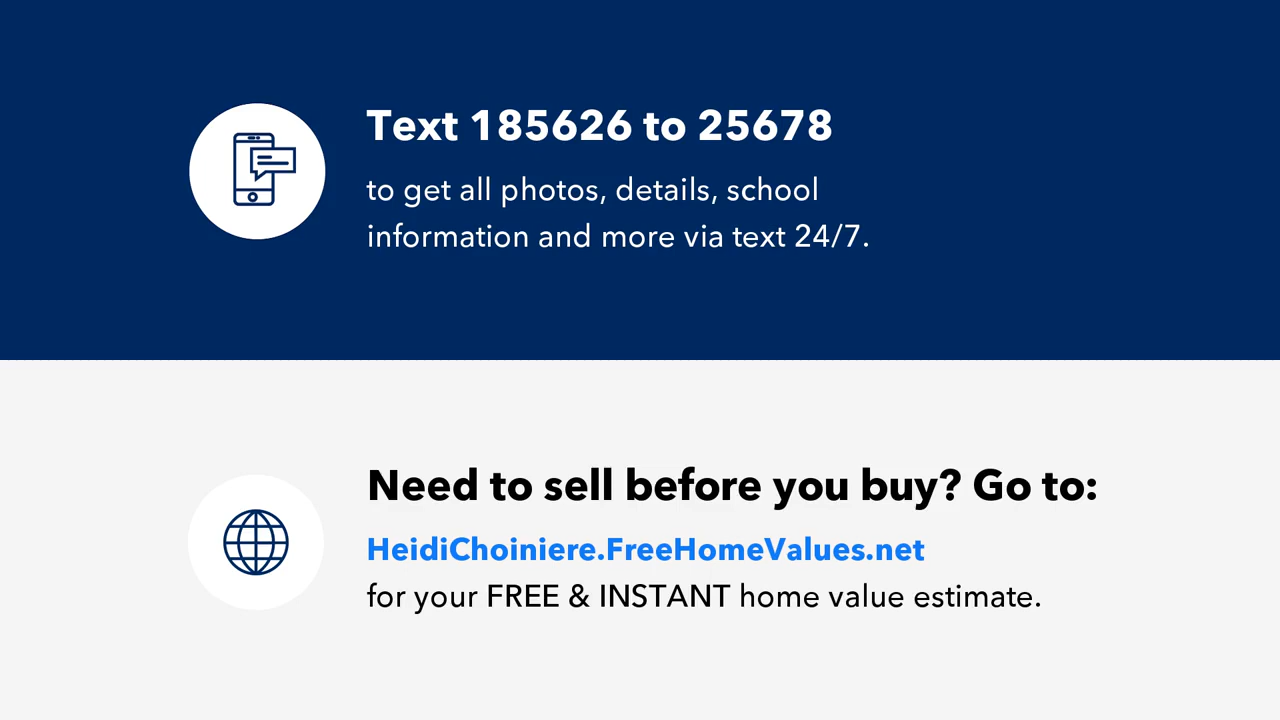 Text 185626 to 25678
to get all photos, details, school
information and more via text 24/7.
Need to sell before you buy? Go to:
HeidiChoiniere.FreeHomeValues.net
for your FREE & INSTANT home value estimate.